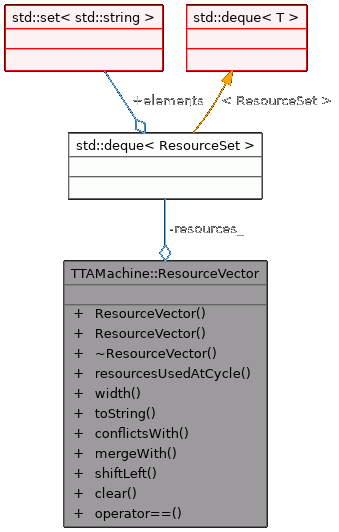 std::set< std::string >
std::deque< T >
+elements
< ResourceSet >
std::deque< ResourceSet >
-resources_
TTAMachine::ResourceVector
+ ResourceVector()
+ ResourceVector()
+ ~ResourceVector()
+ resourcesUsedAtCycle()
+ width()
+ toString()
+ conflictsWith()
+ mergeWith()
+ shiftLeft()
+ clear()
+ operator==()